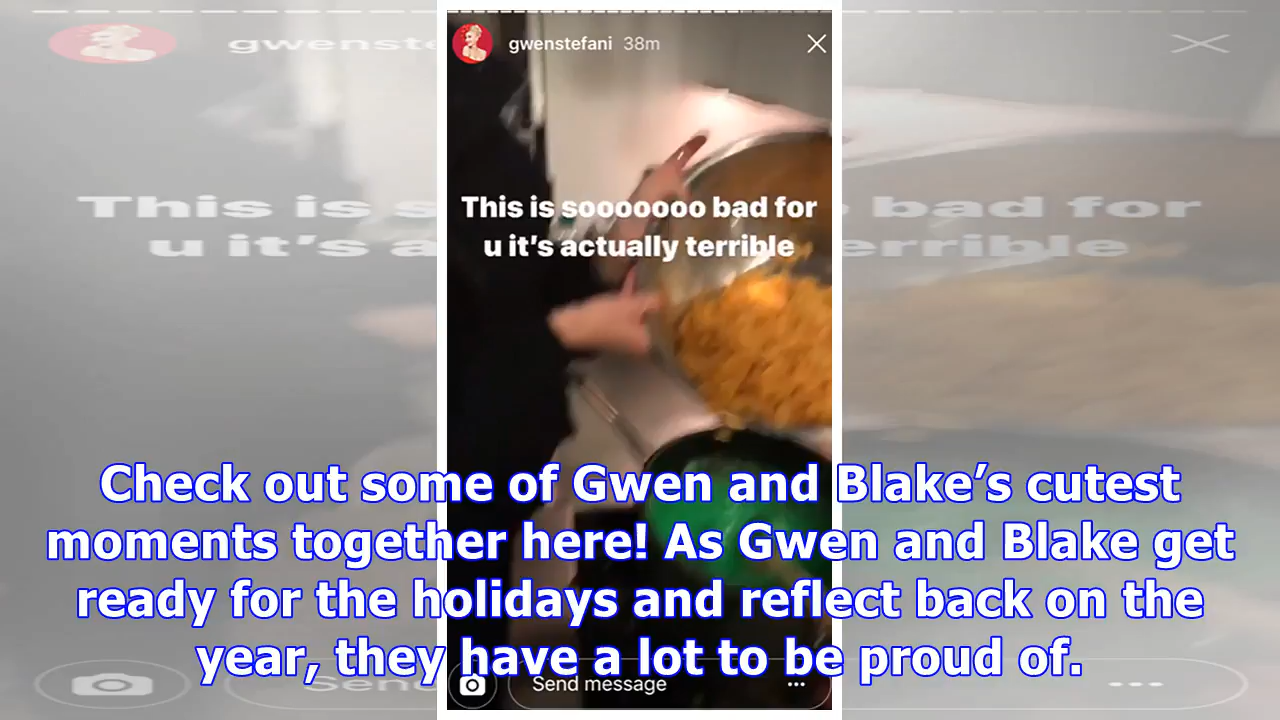 gwenstefani 38m
This is sooooooo bad for
u it’s actually terrible
Check out some of Gwen and Blake’s cutest
moments together here! As Gwen and Blake get
ready for the holidays and reflect back on the
year, they have a lot to be proud of.
Send message